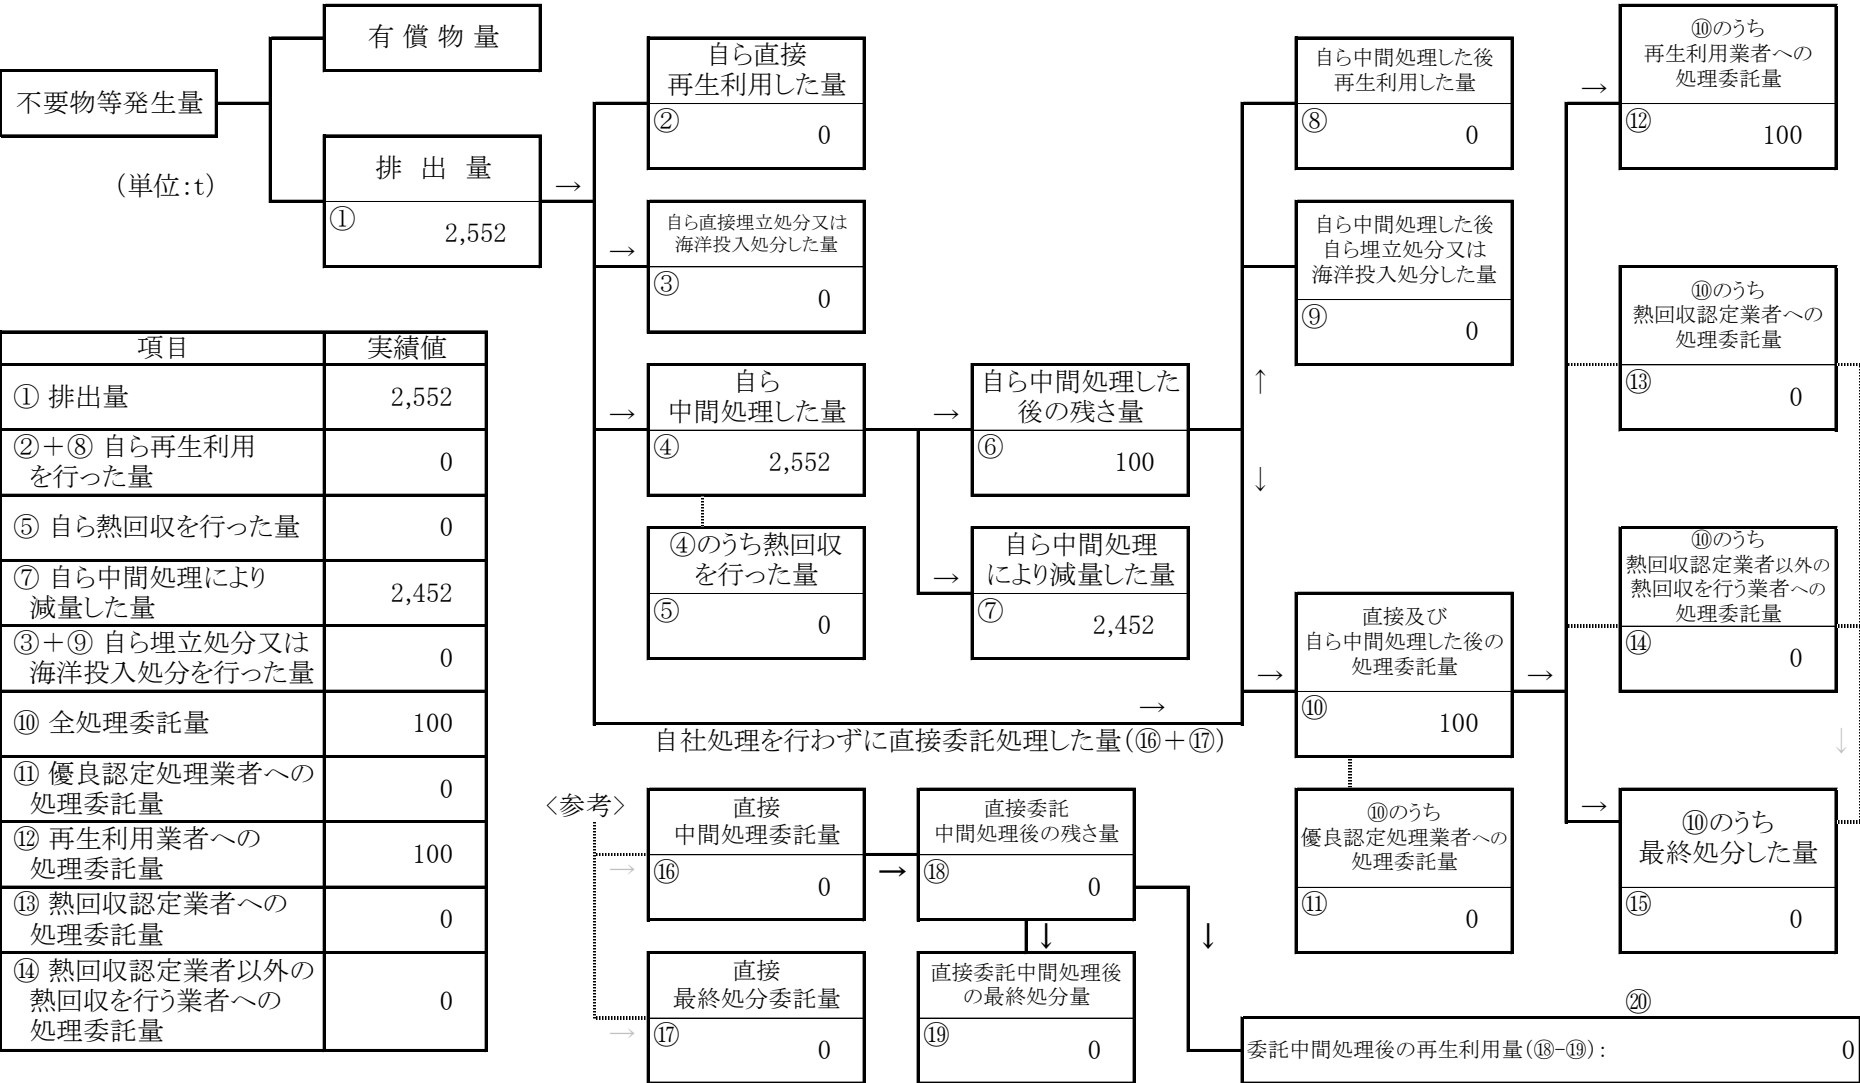 有償物量
不要物等発生量
(単位:t)
排出量
①
2,552
→
自ら直接
再生利用した量
②
0
→
自ら直接埋立処分又は
海洋投入処分した量
③
0
→
自ら
中間処理した量
④
2,552
④のうち熱回収
を行った量
⑤
0
→
自ら中間処理した
後の残さ量
⑥
100
→
自ら中間処理
により減量した量
⑦
2,452
自ら中間処理した後
再生利用した量
⑧
0
自ら中間処理した後
自ら埋立処分又は
海洋投入処分した量
⑨
0
↑
↓
→
直接及び
自ら中間処理した後の
処理委託量
⑩
100
→
⑩のうち
優良認定処理業者への
処理委託量
⑪
0
→
⑩のうち
再生利用業者への
処理委託量
⑫
100
⑩のうち
熱回収認定業者への
処理委託量
⑬
0
⑩のうち
熱回収認定業者以外の
熱回収を行う業者への
処理委託量
⑭
0
↓
→
⑩のうち
最終処分した量
⑮
0
→
自社処理を行わずに直接委託処理した量(⑯+⑰)
<参考>
→
直接
中間処理委託量
⑯
0
→
直接委託
中間処理後の残さ量
⑱
0
→
直接
最終処分委託量
⑰
0
↓
直接委託中間処理後
の最終処分量
⑲
0
↓
⑳
委託中間処理後の再生利用量(⑱-⑲): 0
項目 実績値
① 排出量 2,552
②+⑧ 自ら再生利用
を行った量 0
⑤ 自ら熱回収を行った量 0
⑦ 自ら中間処理により
減量した量 2,452
③+⑨ 自ら埋立処分又は
海洋投入処分を行った量 0
⑩ 全処理委託量 100
⑪ 優良認定処理業者への
処理委託量 0
⑫ 再生利用業者への
処理委託量 100
⑬ 熱回収認定業者への
処理委託量 0
⑭ 熱回収認定業者以外の
熱回収を行う業者への
処理委託量 0